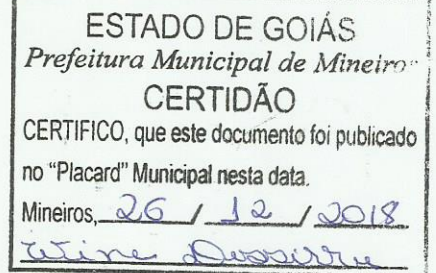 ESTADO DE GOIÁS
Prefeitura Municipal de Mineiros
CERTIDÃO
CERTIFICO, que este documento foi publicado
no "Placard" Municipal nesta data.
Mineiros, 26 / 12 / 2018